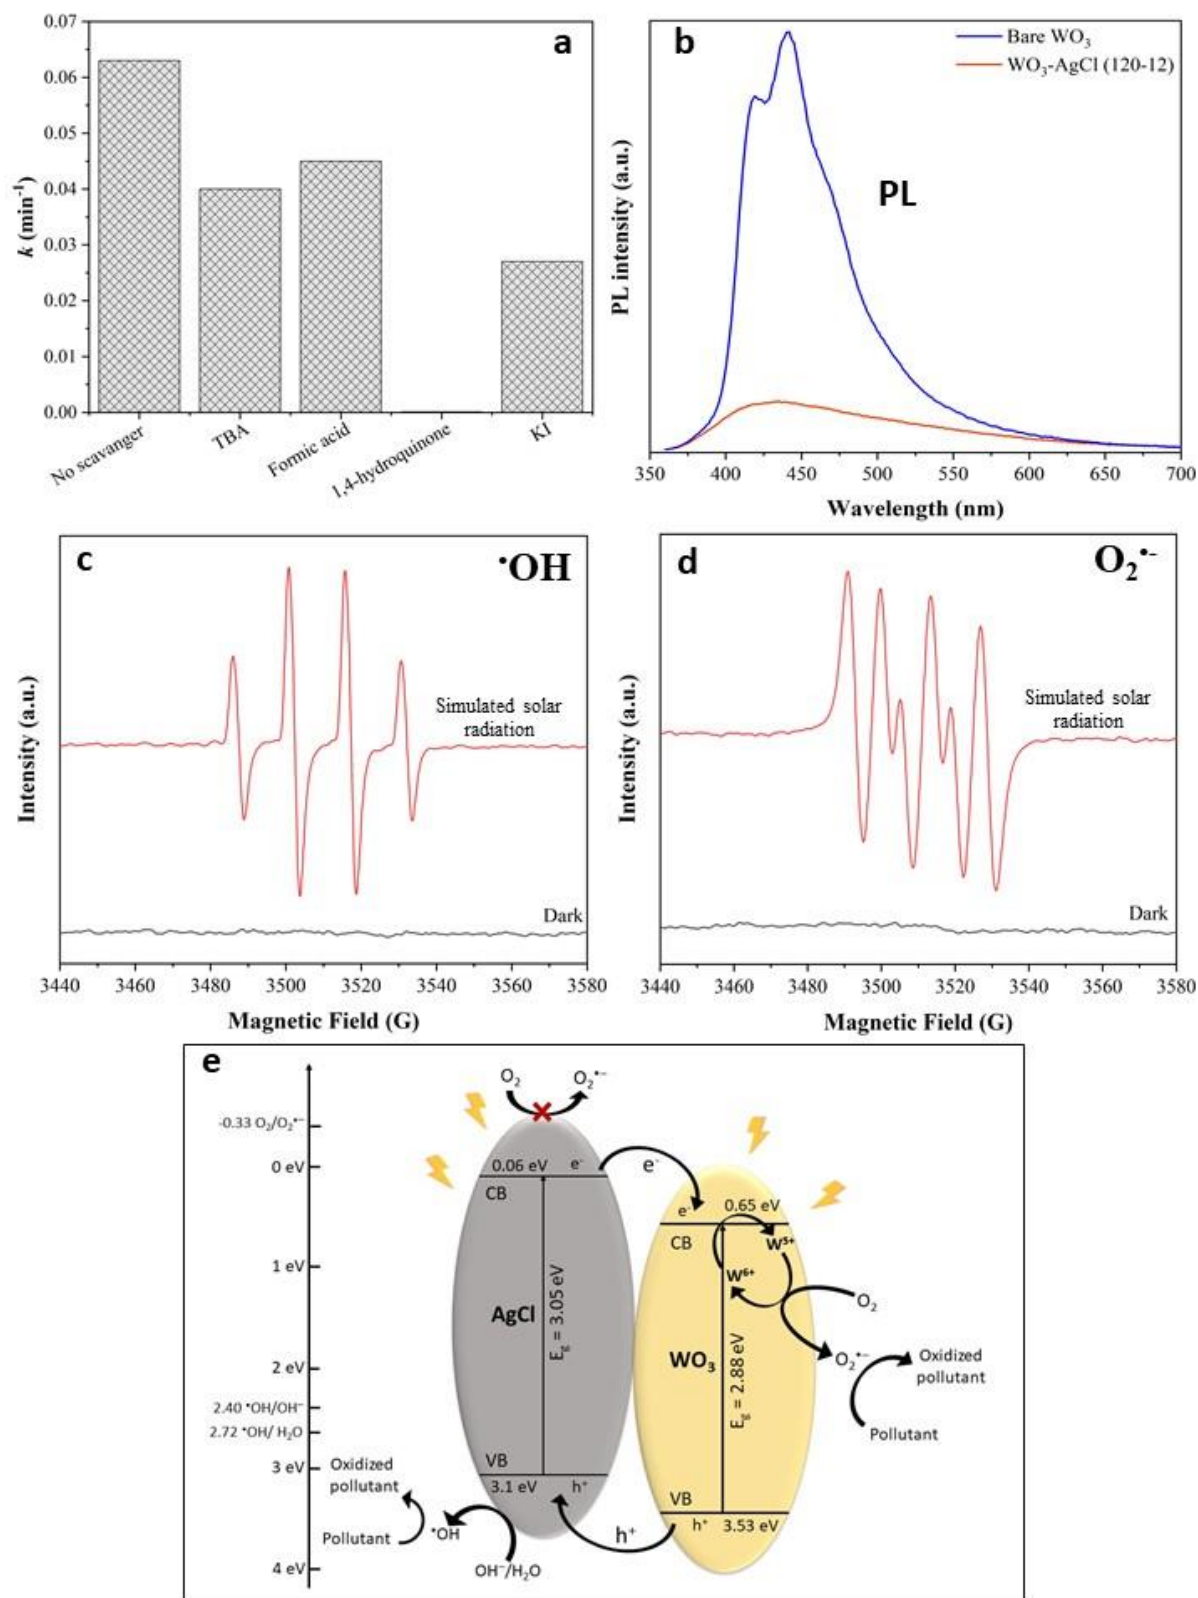 a
0.07
0.06
0.05
0.04
0.03
0.02
0.01
0.00
k (min⁻¹)
No scavanger
TBA
Formic acid
1,4-hydroquinone
KI
b
Bare WO₃
WO₃-AgCl (120-12)
PL
PL intensity (a.u.)
350 400 450 500 550 600 650 700
Wavelength (nm)
c
•OH
Simulated solar
radiation
Dark
Intensity (a.u.)
3440 3460 3480 3500 3520 3540 3560 3580
Magnetic Field (G)
d
O₂•-
Simulated solar
radiation
Dark
Intensity (a.u.)
3440 3460 3480 3500 3520 3540 3560 3580
Magnetic Field (G)
e
O₂ O₂•−
-0.33 O₂/O₂•−
0 eV
1 eV
2 eV
2.40 •OH/OH⁻
2.72 •OH/ H₂O
3 eV
4 eV
0.06 eV e⁻
CB
AgCl
E𝗀 = 3.05 eV
VB
3.1 eV h⁺
e⁻
e⁻ 0.65 eV
CB
W⁵⁺
W⁶⁺
WO₃
E𝗀 = 2.88 eV
VB
h⁺ 3.53 eV
h⁺
O₂
O₂•−
Oxidized
pollutant
Pollutant
Oxidized
pollutant
Pollutant
•OH
OH⁻/H₂O